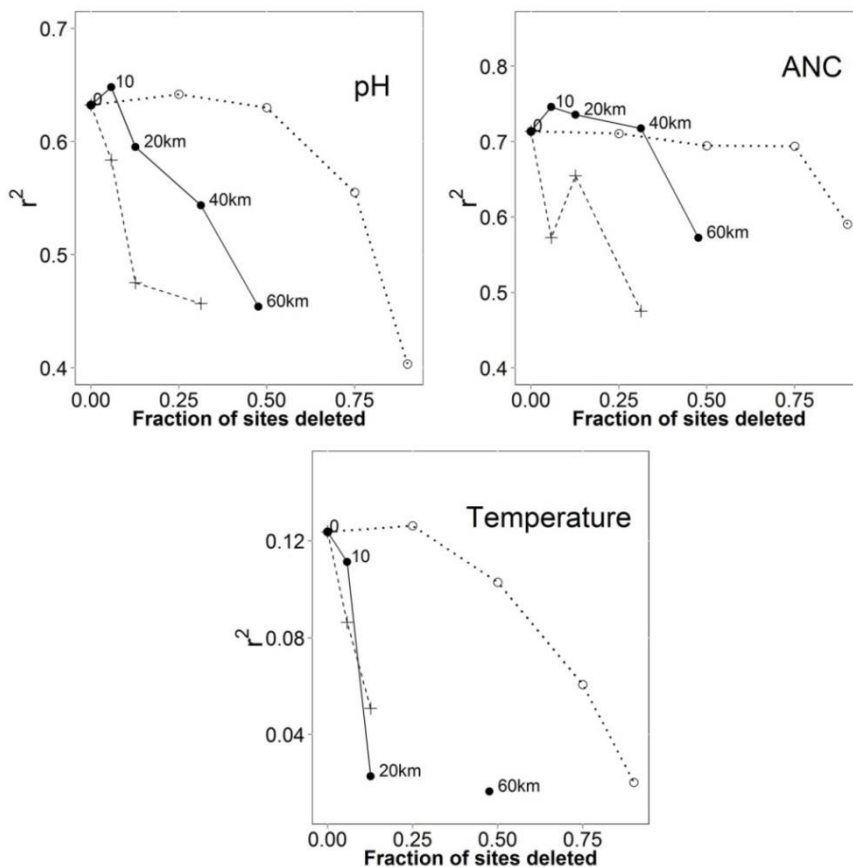 pH
r²
0.7
0.6
0.5
0.4
0
10
20km
40km
60km
0.00 0.25 0.50 0.75
Fraction of sites deleted
ANC
r²
0.8
0.7
0.6
0.5
0.4
0
10
20km
40km
60km
0.00 0.25 0.50 0.75
Fraction of sites deleted
Temperature
r²
0.12
0.08
0.04
0
10
20km
60km
0.00 0.25 0.50 0.75
Fraction of sites deleted